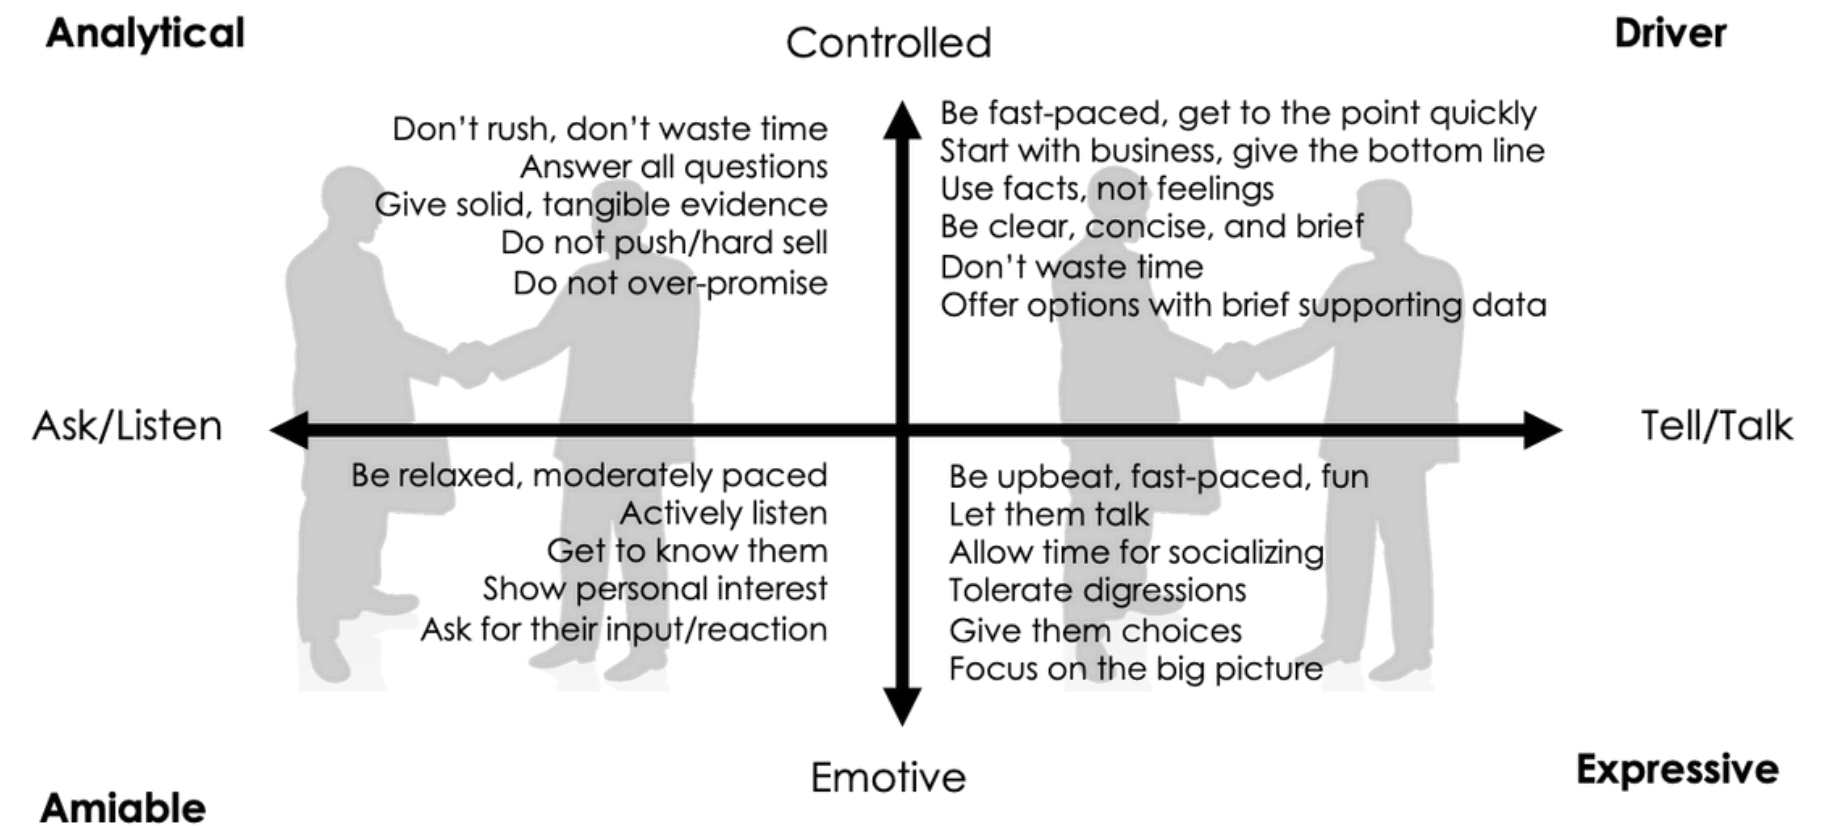 Analytical
Controlled
Driver
Don't rush, don't waste time
Answer all questions
Give solid, tangible evidence
Do not push/hard sell
Do not over-promise
Be fast-paced, get to the point quickly
Start with business, give the bottom line
Use facts, not feelings
Be clear, concise, and brief
Don't waste time
Offer options with brief supporting data
Ask/Listen
Tell/Talk
Be relaxed, moderately paced
Actively listen
Get to know them
Show personal interest
Ask for their input/reaction
Be upbeat, fast-paced, fun
Let them talk
Allow time for socializing
Tolerate digressions
Give them choices
Focus on the big picture
Amiable
Emotive
Expressive